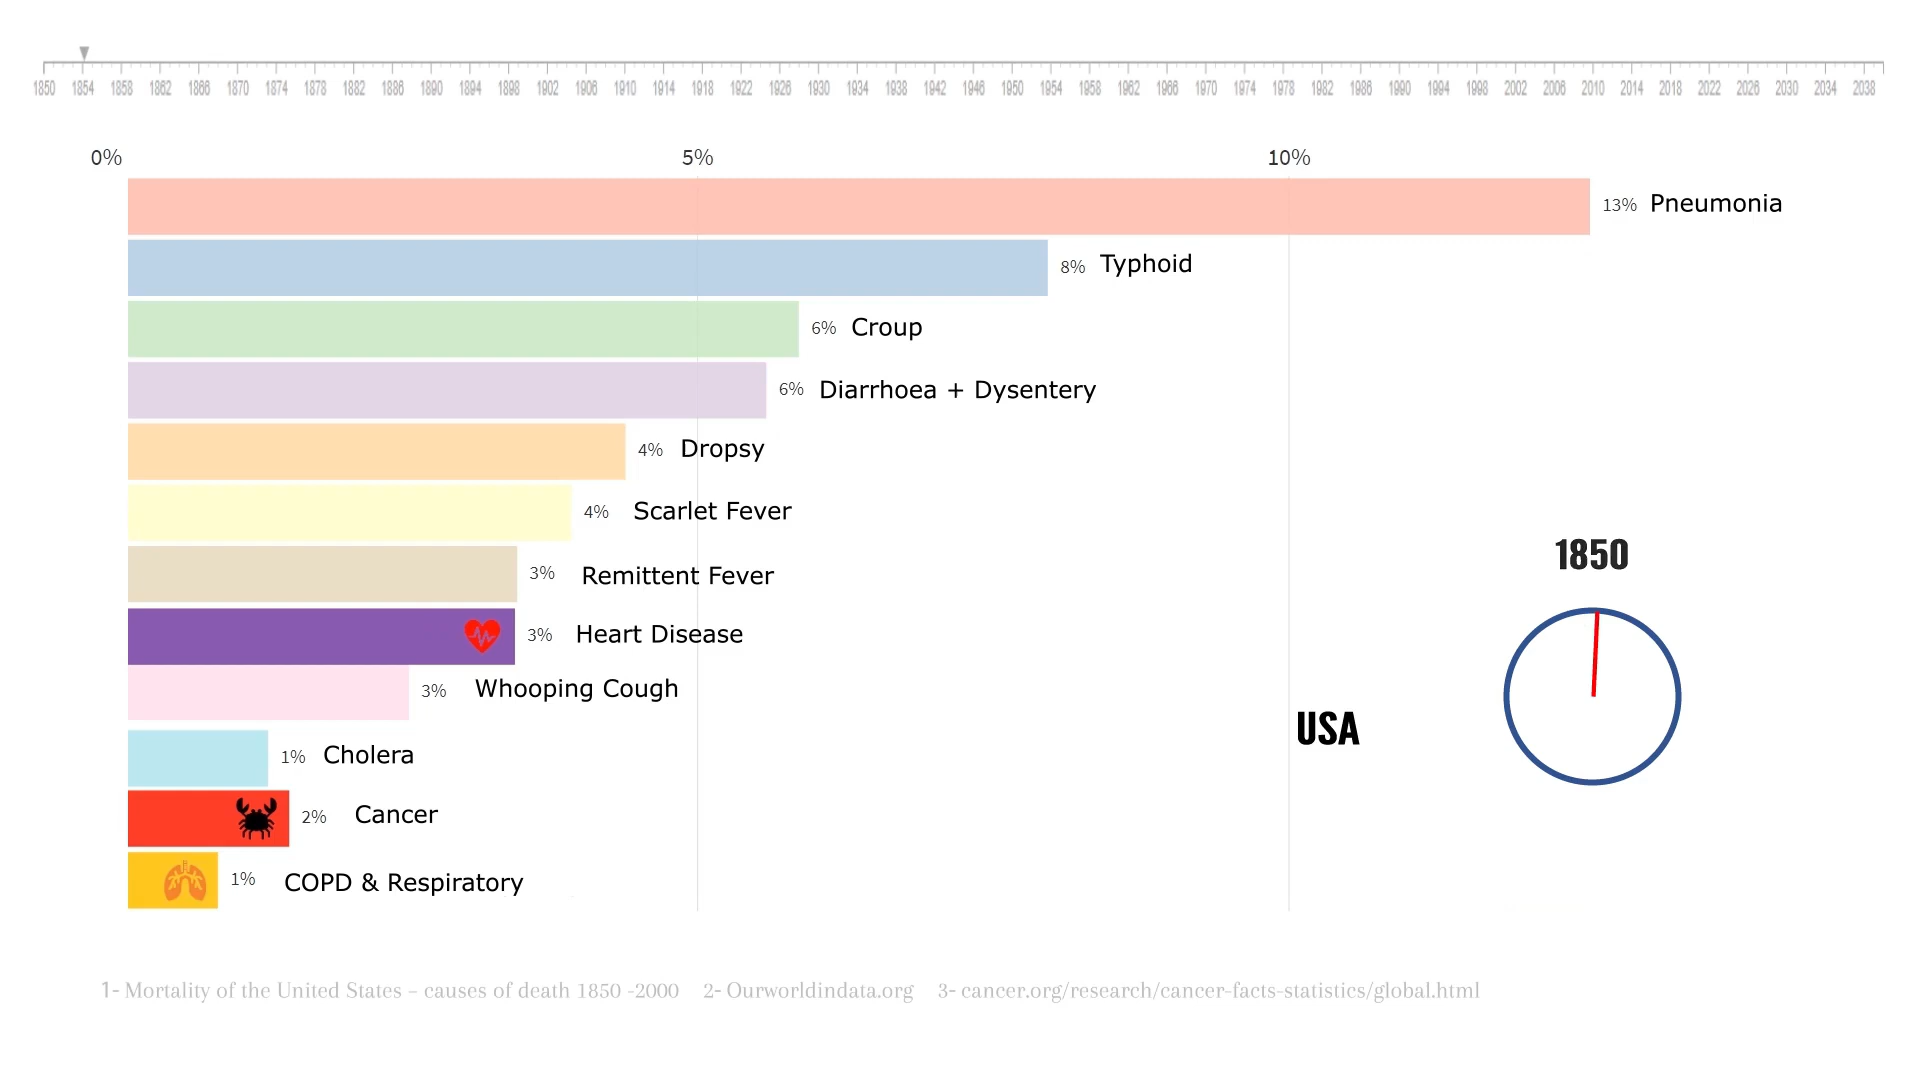 1850 1854 1858 1862 1866 1870 1874 1878 1882 1886 1890 1894 1898 1902 1906 1910 1914 1918 1922 1926 1930 1934 1938 1942 1946 1950 1954 1958 1962 1966 1970 1974 1978 1982 1986 1990 1994 1998 2002 2006 2010 2014 2018 2022 2026 2030 2034 2038
0% 5% 10%
13% Pneumonia
8% Typhoid
6% Croup
6% Diarrhoea + Dysentery
4% Dropsy
4% Scarlet Fever
3% Remittent Fever
3% Heart Disease
3% Whooping Cough
1% Cholera
2% Cancer
1% COPD & Respiratory
1850
USA
1- Mortality of the United States – causes of death 1850 -2000 2- Ourworldindata.org 3- cancer.org/research/cancer-facts-statistics/global.html